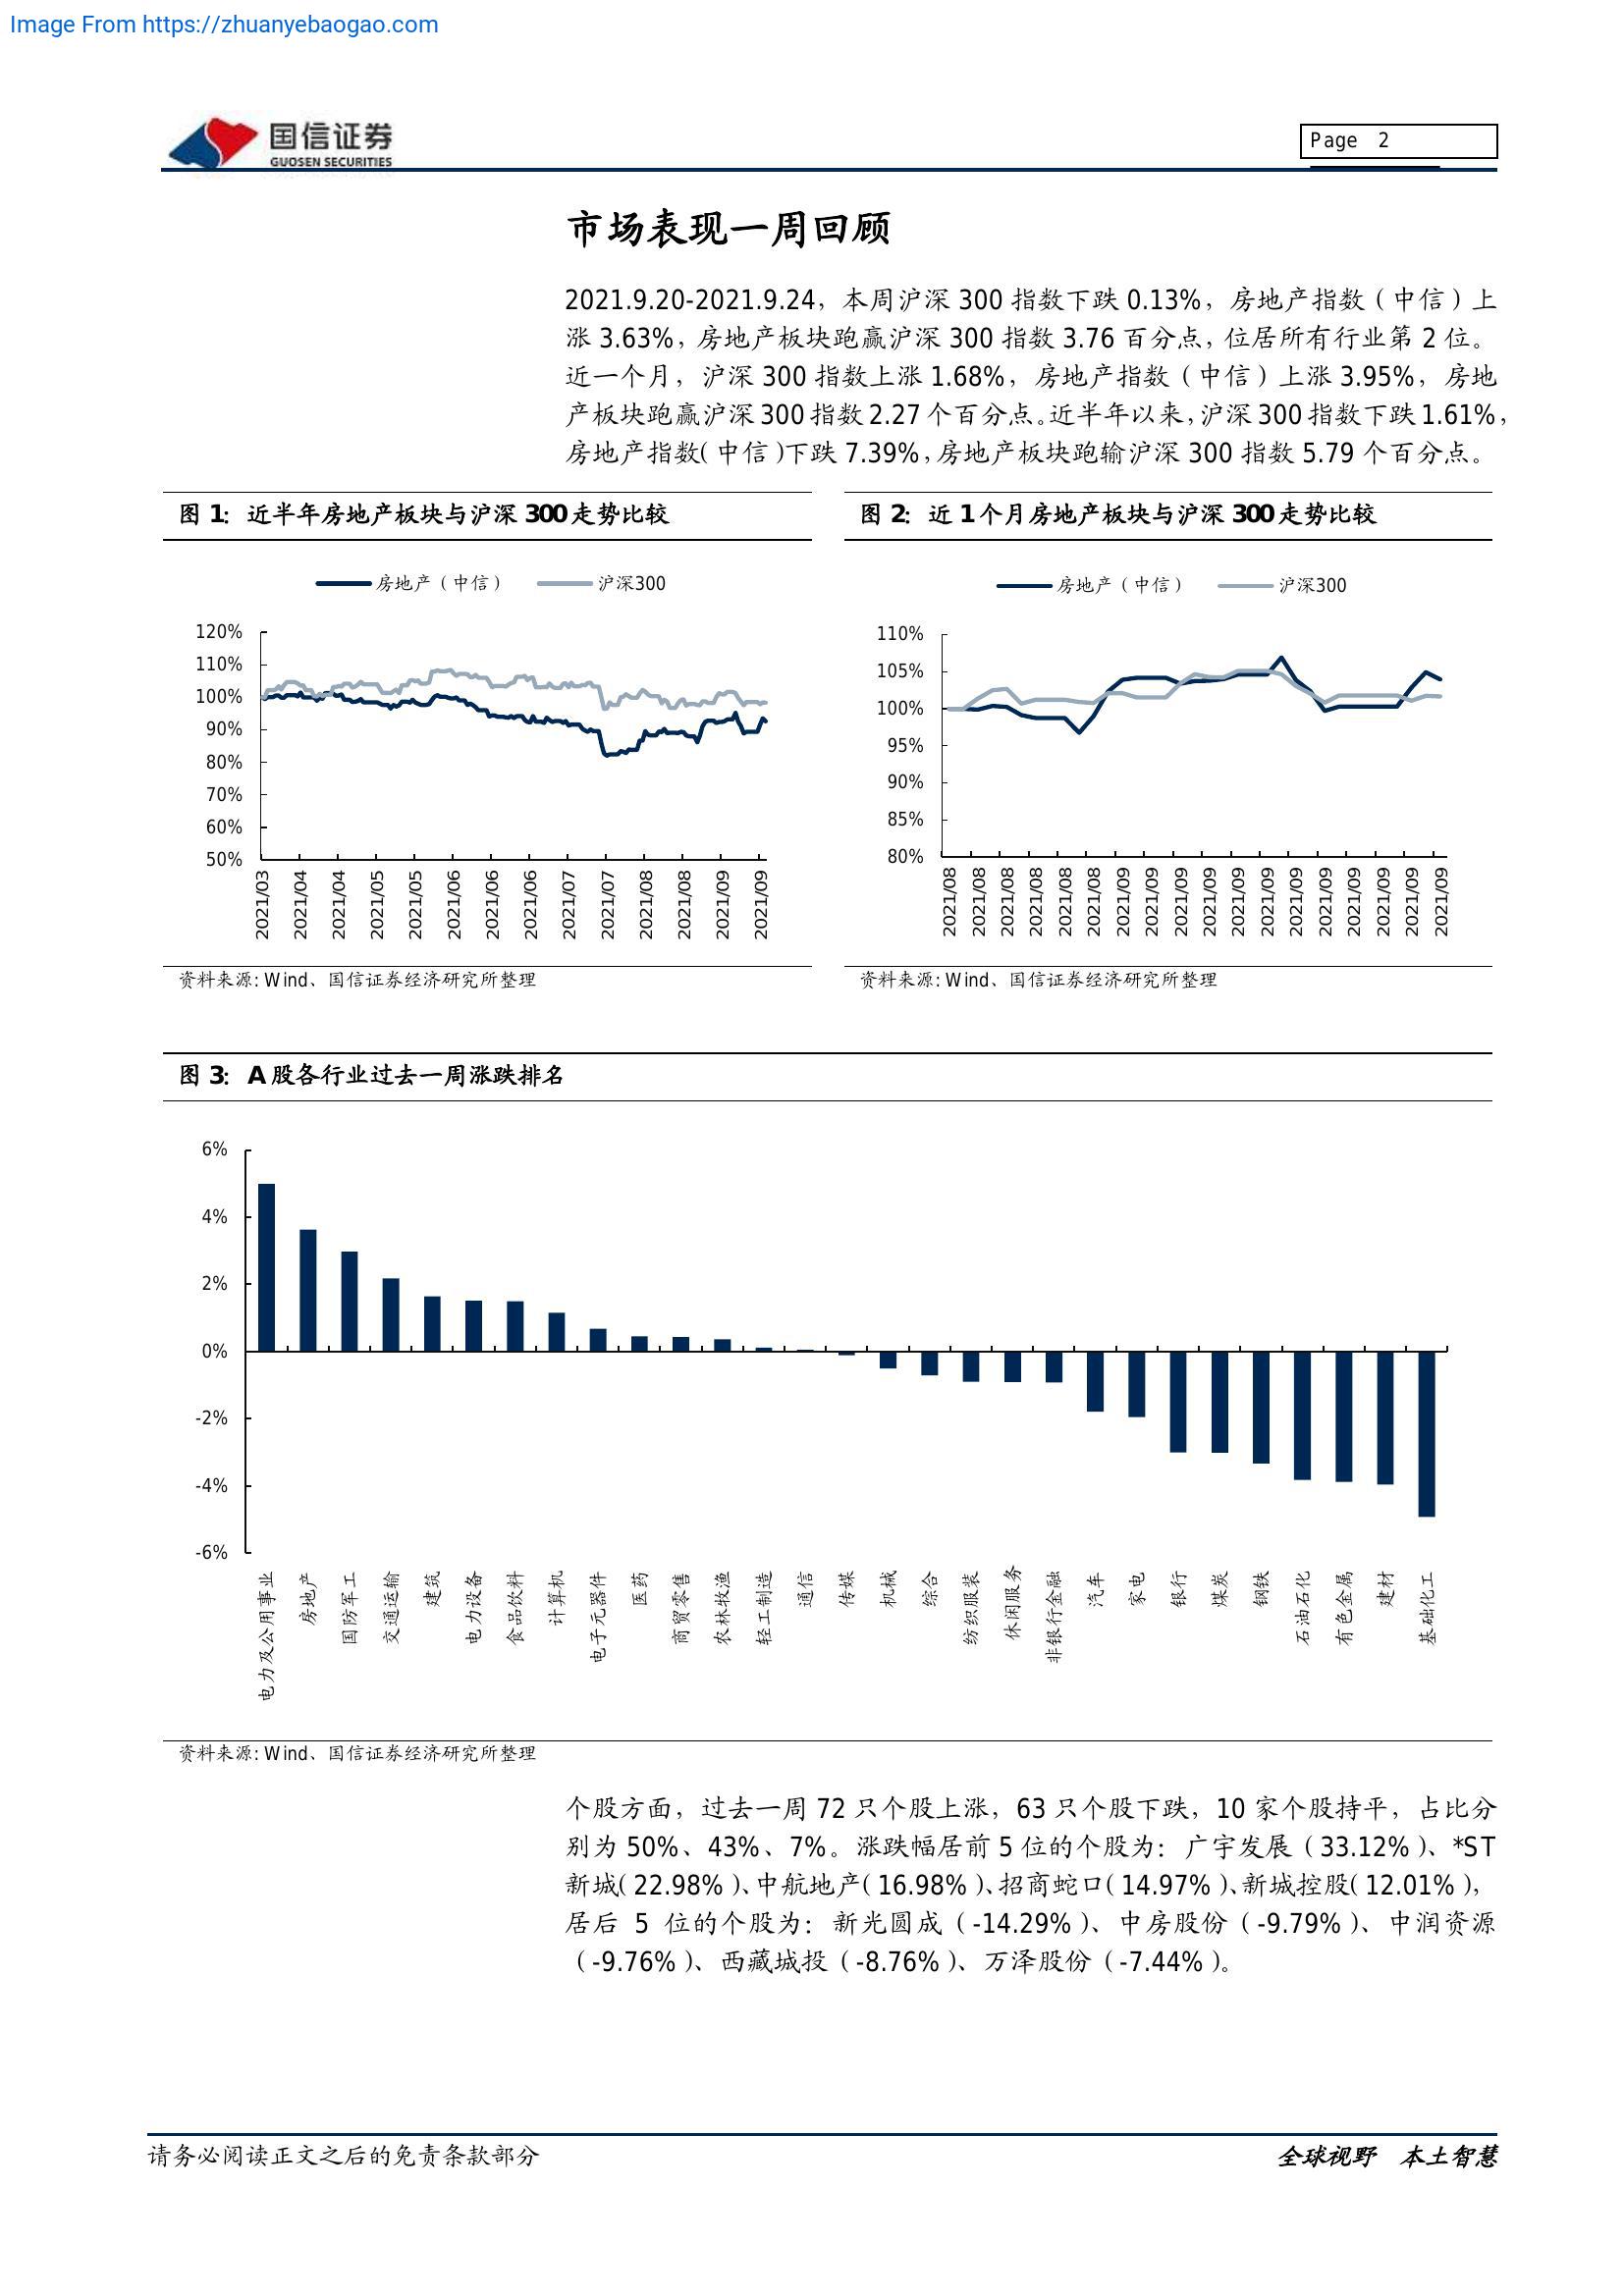 Image From https://zhuanyebaogao.com
国信证券
GUOSEN SECURITIES
Page 2
市场表现一周回顾
2021.9.20-2021.9.24，本周沪深 300 指数下跌 0.13%，房地产指数（中信）上
涨 3.63%，房地产板块跑赢沪深 300 指数 3.76 百分点，位居所有行业第 2 位。
近一个月，沪深 300 指数上涨 1.68%，房地产指数（中信）上涨 3.95%，房地
产板块跑赢沪深 300 指数 2.27 个百分点。近半年以来，沪深 300 指数下跌 1.61%，
房地产指数（中信）下跌 7.39%，房地产板块跑输沪深 300 指数 5.79 个百分点。
图 1：近半年房地产板块与沪深 300 走势比较
房地产（中信） 沪深300
120%
110%
100%
90%
80%
70%
60%
50%
2021/03 2021/04 2021/04 2021/05 2021/05 2021/06 2021/06 2021/06 2021/07 2021/07 2021/08 2021/08 2021/09 2021/09
资料来源：Wind、国信证券经济研究所整理
图 2：近 1 个月房地产板块与沪深 300 走势比较
房地产（中信） 沪深300
110%
105%
100%
95%
90%
85%
80%
2021/08 2021/08 2021/08 2021/08 2021/08 2021/08 2021/09 2021/09 2021/09 2021/09 2021/09 2021/09 2021/09 2021/09 2021/09 2021/09 2021/09 2021/09
资料来源：Wind、国信证券经济研究所整理
图 3：A 股各行业过去一周涨跌排名
6%
4%
2%
0%
-2%
-4%
-6%
电力及公用事业 房地产 国防军工 交通运输 建筑 电力设备 食品饮料 计算机 电子元器件 医药 商贸零售 农林牧渔 轻工制造 通信 传媒 机械 综合 纺织服装 休闲服务 非银行金融 汽车 家电 银行 煤炭 钢铁 石油石化 有色金属 建材 基础化工
资料来源：Wind、国信证券经济研究所整理
个股方面，过去一周 72 只个股上涨，63 只个股下跌，10 家个股持平，占比分
别为 50%、43%、7%。涨跌幅居前 5 位的个股为：广宇发展（33.12%）、*ST
新城（22.98%）、中航地产（16.98%）、招商蛇口（14.97%）、新城控股（12.01%），
居后 5 位的个股为：新光圆成（-14.29%）、中房股份（-9.79%）、中润资源
（-9.76%）、西藏城投（-8.76%）、万泽股份（-7.44%）。
请务必阅读正文之后的免责条款部分
全球视野 本土智慧